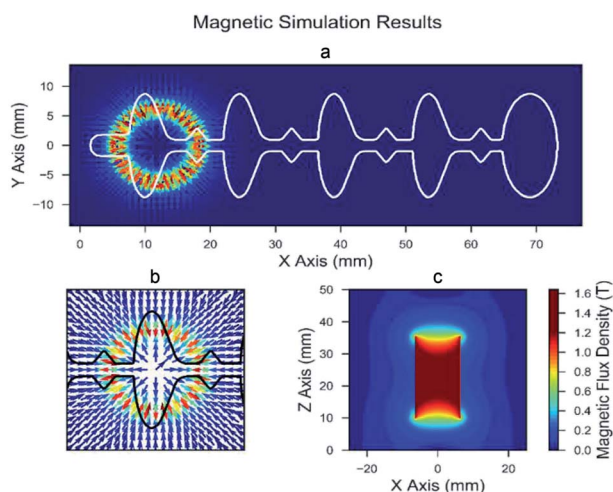 Magnetic Simulation Results
a
10
5
0
−5
−10
Y Axis (mm)
0 10 20 30 40 50 60 70
X Axis (mm)
b
c
50
40
30
20
10
0
Z Axis (mm)
−20 0 20
X Axis (mm)
1.6
1.4
1.2
1.0
0.8
0.6
0.4
0.2
0.0
Magnetic Flux Density (T)